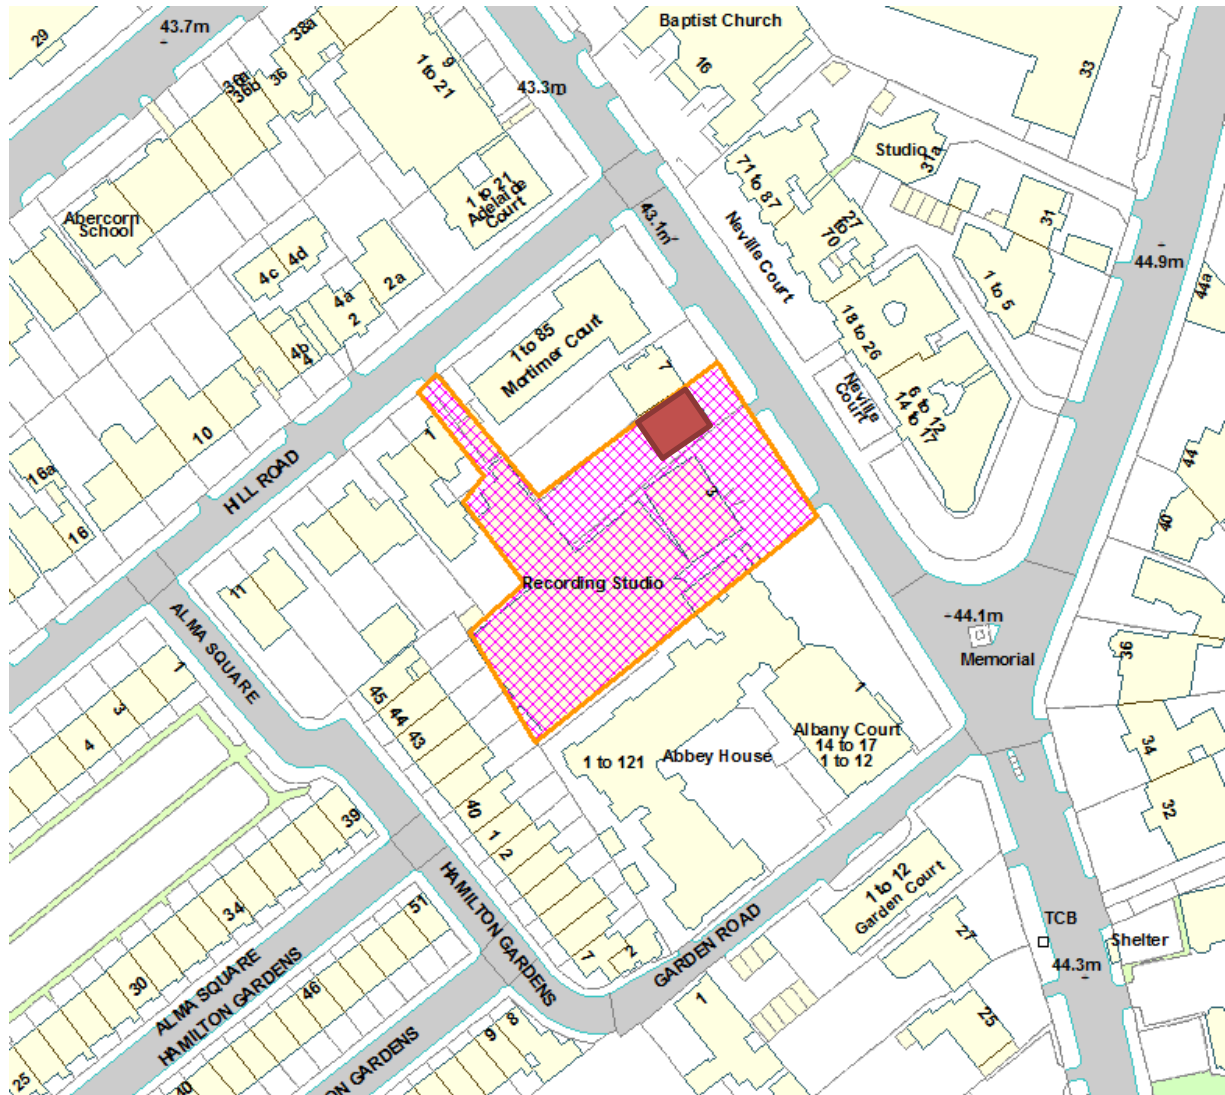 Baptist Church
16
29
43.7m
38a
36a
36b
36
1 to 21
9
43.3m
33
Studio
31a
71 to 87
27
to
70
31
Abercorn
School
1 to 21
Adelaide
Court
43.1m
Neville Court
44.9m
44a
4c
4d
4a
2
2a
4b
4
1 to 5
18 to 26
1 to 85
Mortimer Court
7
Neville
Court
6 to 12
14 to 17
10
1
HILL ROAD
16a
16
3
44
40
11
Recording Studio
ALMA SQUARE
44.1m
Memorial
36
1
3
4
45
44
43
1
Albany Court
14 to 17
1 to 12
Abbey House
1 to 121
34
32
40
1
2
39
HAMILTON GARDENS
1 to 12
Garden Court
51
34
GARDEN ROAD
27
TCB
Shelter
44.3m
7
2
30
ALMA SQUARE
HAMILTON GARDENS
46
1
25
9
8
25
40
ON GARDENS